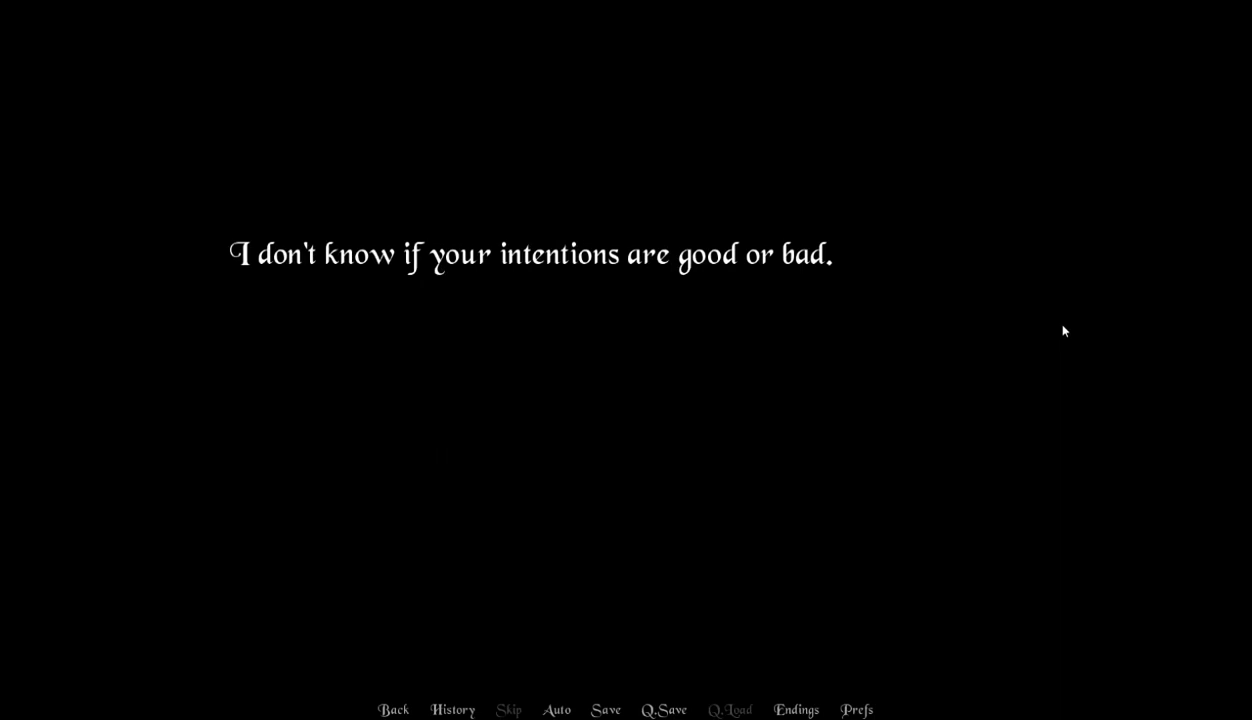 I don't know if your intentions are good or bad.
Back History Skip Auto Save Q.Save Q.Load Endings Prefs